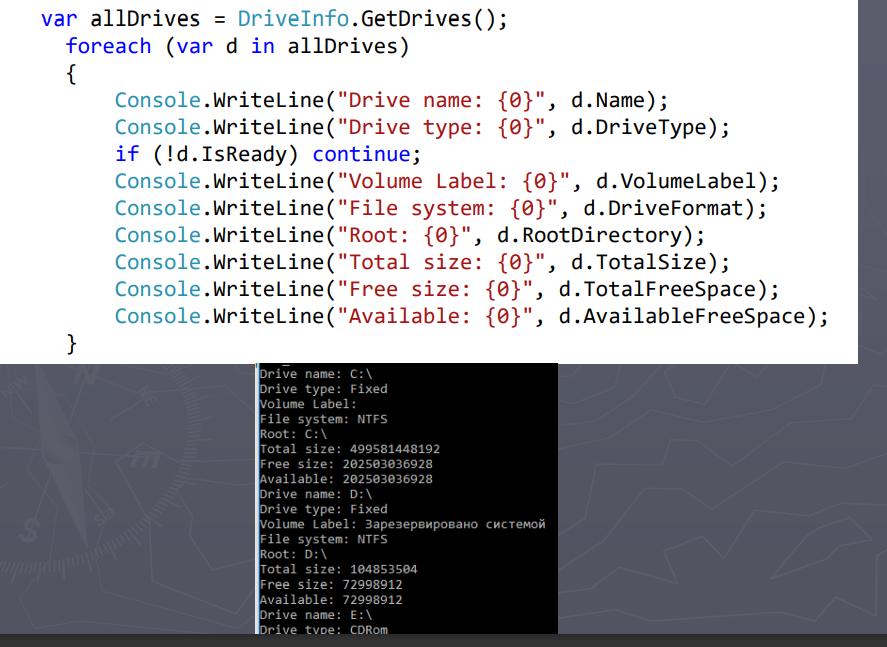 var allDrives = DriveInfo.GetDrives();
foreach (var d in allDrives)
{
Console.WriteLine("Drive name: {0}", d.Name);
Console.WriteLine("Drive type: {0}", d.DriveType);
if (!d.IsReady) continue;
Console.WriteLine("Volume Label: {0}", d.VolumeLabel);
Console.WriteLine("File system: {0}", d.DriveFormat);
Console.WriteLine("Root: {0}", d.RootDirectory);
Console.WriteLine("Total size: {0}", d.TotalSize);
Console.WriteLine("Free size: {0}", d.TotalFreeSpace);
Console.WriteLine("Available: {0}", d.AvailableFreeSpace);
}
Drive name: C:\
Drive type: Fixed
Volume Label:
File system: NTFS
Root: C:\
Total size: 499581448192
Free size: 202503036928
Available: 202503036928
Drive name: D:\
Drive type: Fixed
Volume Label: Зарезервировано системой
File system: NTFS
Root: D:\
Total size: 104853504
Free size: 72998912
Available: 72998912
Drive name: E:\
Drive type: CDRom
N
NW
m
S
SE